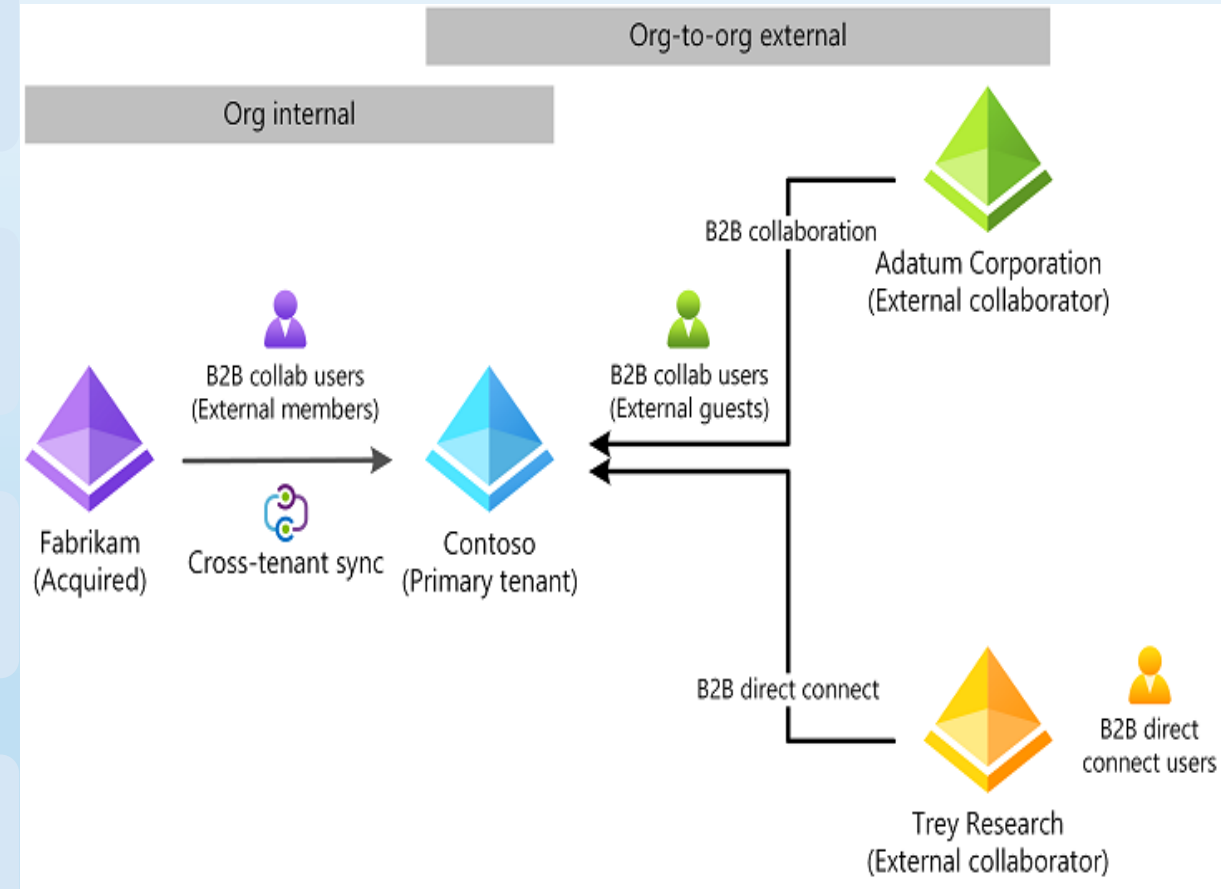 Org-to-org external
Org internal
B2B collaboration
Adatum Corporation
(External collaborator)
B2B collab users
(External members)
B2B collab users
(External guests)
Fabrikam
(Acquired)
Cross-tenant sync
Contoso
(Primary tenant)
B2B direct connect
B2B direct
connect users
Trey Research
(External collaborator)